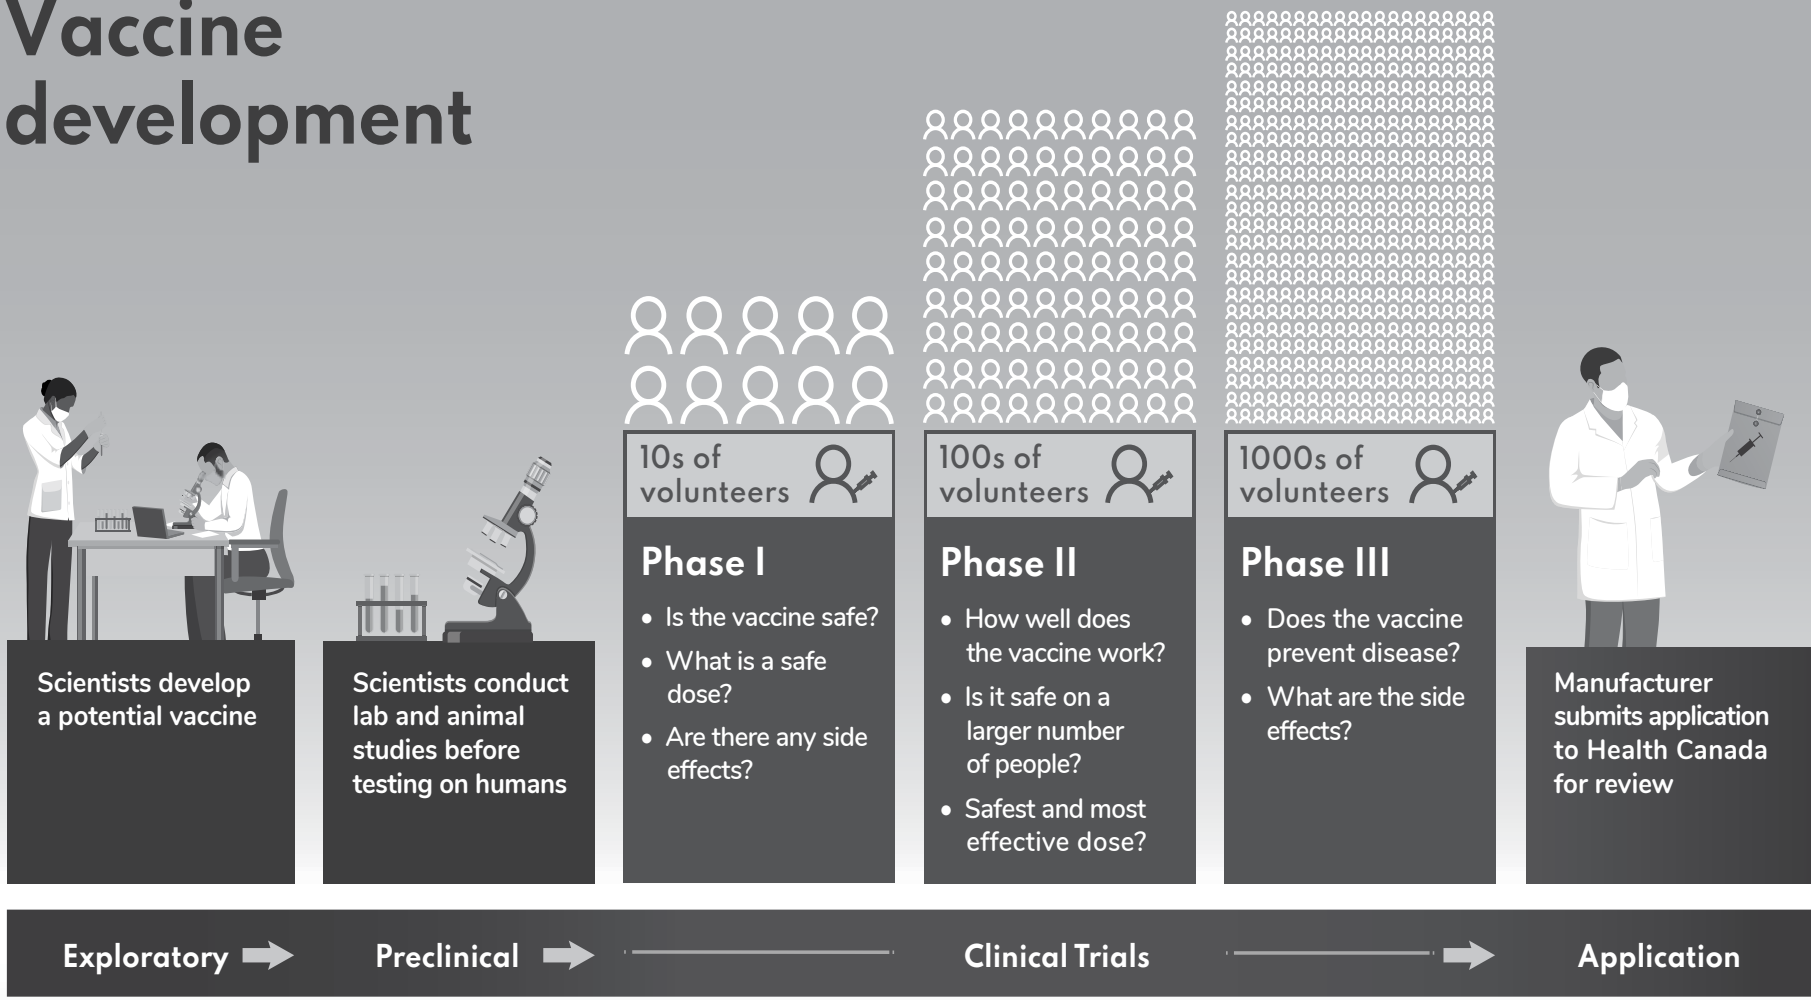 Vaccine
development
Scientists develop
a potential vaccine
Scientists conduct
lab and animal
studies before
testing on humans
10s of
volunteers
Phase I
• Is the vaccine safe?
• What is a safe
dose?
• Are there any side
effects?
100s of
volunteers
Phase II
• How well does
the vaccine work?
• Is it safe on a
larger number
of people?
• Safest and most
effective dose?
1000s of
volunteers
Phase III
• Does the vaccine
prevent disease?
• What are the side
effects?
Manufacturer
submits application
to Health Canada
for review
Exploratory
Preclinical
Clinical Trials
Application